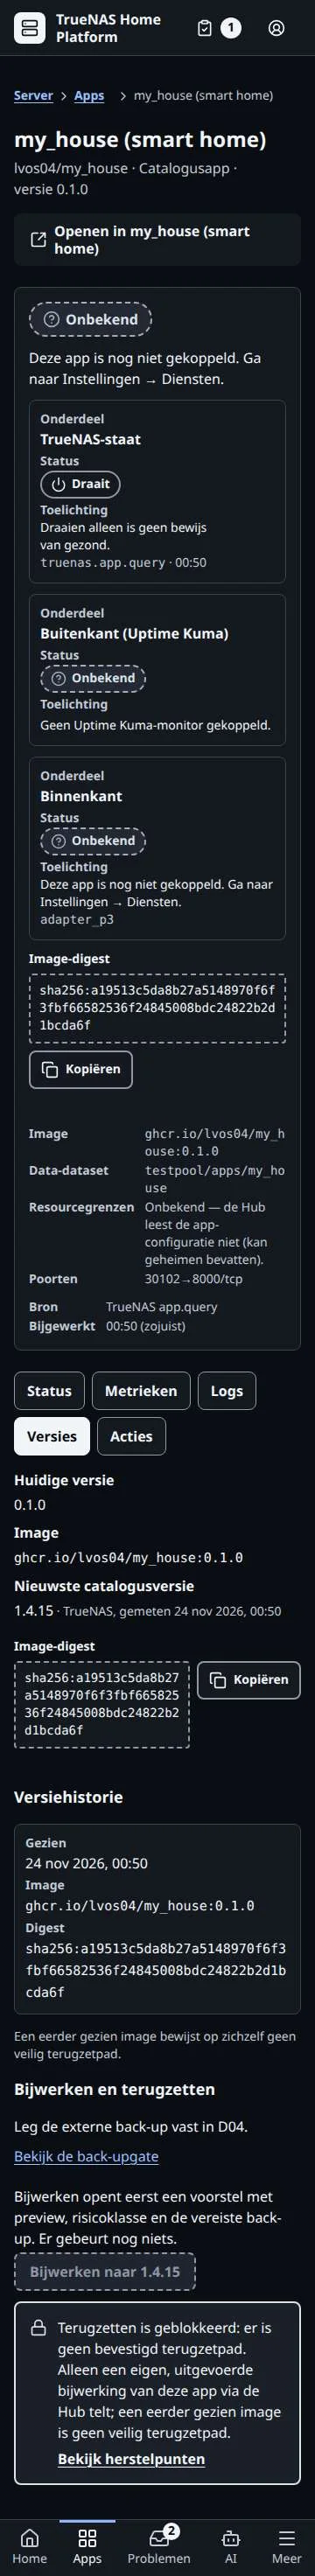 TrueNAS Home
Platform
1
Server > Apps > my_house (smart home)
my_house (smart home)
lvos04/my_house · Catalogusapp ·
versie 0.1.0
Openen in my_house (smart
home)
Onbekend
Deze app is nog niet gekoppeld. Ga
naar Instellingen → Diensten.
Onderdeel
TrueNAS-staat
Status
Draait
Toelichting
Draaien alleen is geen bewijs
van gezond.
truenas.app.query · 00:50
Onderdeel
Buitenkant (Uptime Kuma)
Status
Onbekend
Toelichting
Geen Uptime Kuma-monitor gekoppeld.
Onderdeel
Binnenkant
Status
Onbekend
Toelichting
Deze app is nog niet gekoppeld. Ga naar
Instellingen → Diensten.
adapter_p3
Image-digest
sha256:a19513c5da8b27a5148970f6f
3fbf66582536f24845008bdc24822b2d
1bcda6f
Kopiëren
Image ghcr.io/lvos04/my_h
ouse:0.1.0
Data-dataset testpool/apps/my_ho
use
Resourcegrenzen Onbekend — de Hub
leest de app-
configuratie niet (kan
geheimen bevatten).
Poorten 30102→8000/tcp
Bron TrueNAS app.query
Bijgewerkt 00:50 (zojuist)
Status Metrieken Logs
Versies Acties
Huidige versie
0.1.0
Image
ghcr.io/lvos04/my_house:0.1.0
Nieuwste catalogusversie
1.4.15 · TrueNAS, gemeten 24 nov 2026, 00:50
Image-digest
sha256:a19513c5da8b27
a5148970f6f3fbf665825
36f24845008bdc24822b2
d1bcda6f
Kopiëren
Versiehistorie
Gezien
24 nov 2026, 00:50
Image
ghcr.io/lvos04/my_house:0.1.0
Digest
sha256:a19513c5da8b27a5148970f6f3
fbf66582536f24845008bdc24822b2d1b
cda6f
Een eerder gezien image bewijst op zichzelf geen
veilig terugzetpad.
Bijwerken en terugzetten
Leg de externe back-up vast in D04.
Bekijk de back-upgate
Bijwerken opent eerst een voorstel met
preview, risicoklasse en de vereiste back-
up. Er gebeurt nog niets.
Bijwerken naar 1.4.15
Terugzetten is geblokkeerd: er is
geen bevestigd terugzetpad.
Alleen een eigen, uitgevoerde
bijwerking van deze app via de
Hub telt; een eerder gezien image
is geen veilig terugzetpad.
Bekijk herstelpunten
2
Home Apps Problemen AI Meer